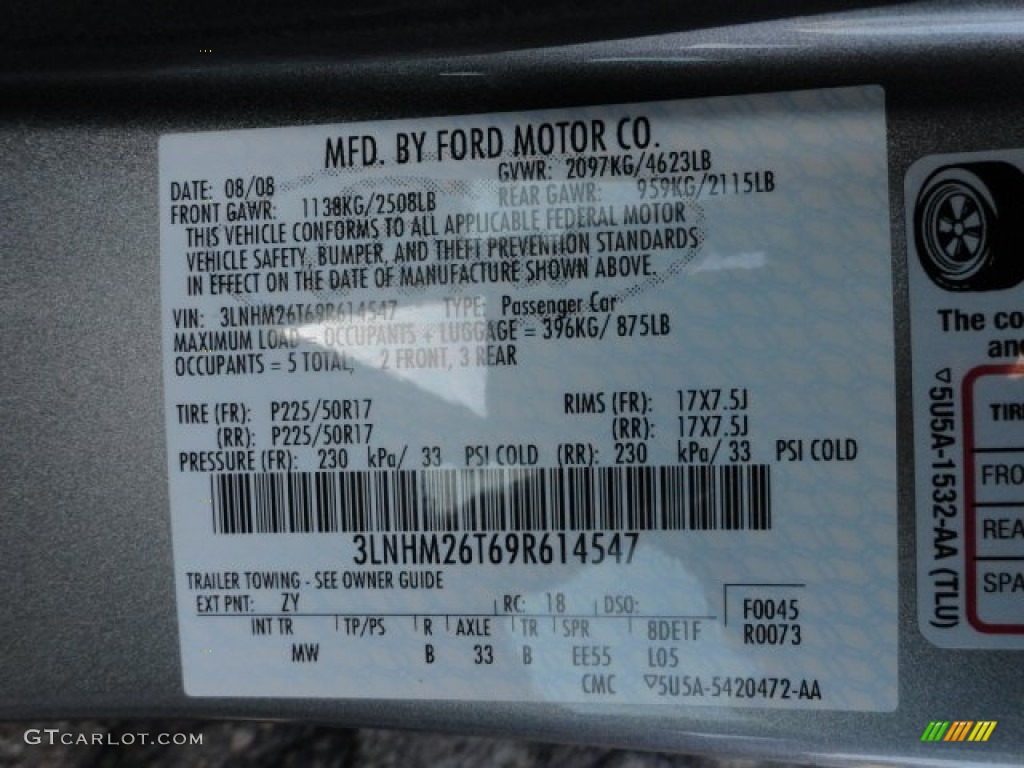 MFD. BY FORD MOTOR CO.
DATE: 08/08 GVWR: 2097KG/4623LB
FRONT GAWR: 1138KG/2508LB REAR GAWR: 959KG/2115LB
THIS VEHICLE CONFORMS TO ALL APPLICABLE FEDERAL MOTOR
VEHICLE SAFETY, BUMPER, AND THEFT PREVENTION STANDARDS
IN EFFECT ON THE DATE OF MANUFACTURE SHOWN ABOVE.
VIN: 3LNHM26T69R614547 TYPE: Passenger Car
MAXIMUM LOAD = OCCUPANTS + LUGGAGE = 396KG/ 875LB
OCCUPANTS = 5 TOTAL, 2 FRONT, 3 REAR
TIRE (FR): P225/50R17 RIMS (FR): 17X7.5J
(RR): P225/50R17 (RR): 17X7.5J
PRESSURE (FR): 230 kPa/ 33 PSI COLD (RR): 230 kPa/ 33 PSI COLD
3LNHM26T69R614547
TRAILER TOWING - SEE OWNER GUIDE
EXT PNT: ZY RC: 18 DSO: F0045
INT TR TP/PS R AXLE TR SPR 8DE1F R0073
MW B 33 B EE55 L05
CMC 5U5A-5420472-AA
The co
and
TIR
FRO
REA
SPA
5U5A-1532-AA (TLU)
GTCARLOT.COM